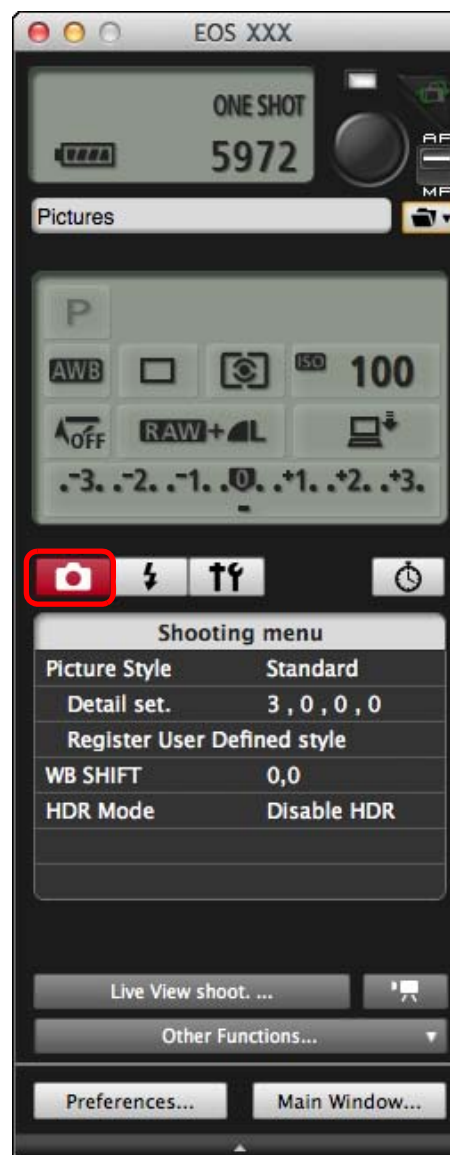 EOS XXX
ONE SHOT
5972
AF
MF
Pictures
P
AWB
ISO 100
OFF RAW+L
.-3. .-2. .-1. .0. .+1. .+2. .+3.
Shooting menu
Picture Style Standard
Detail set. 3 , 0 , 0 , 0
Register User Defined style
WB SHIFT 0,0
HDR Mode Disable HDR
Live View shoot. ...
Other Functions...
Preferences... Main Window...